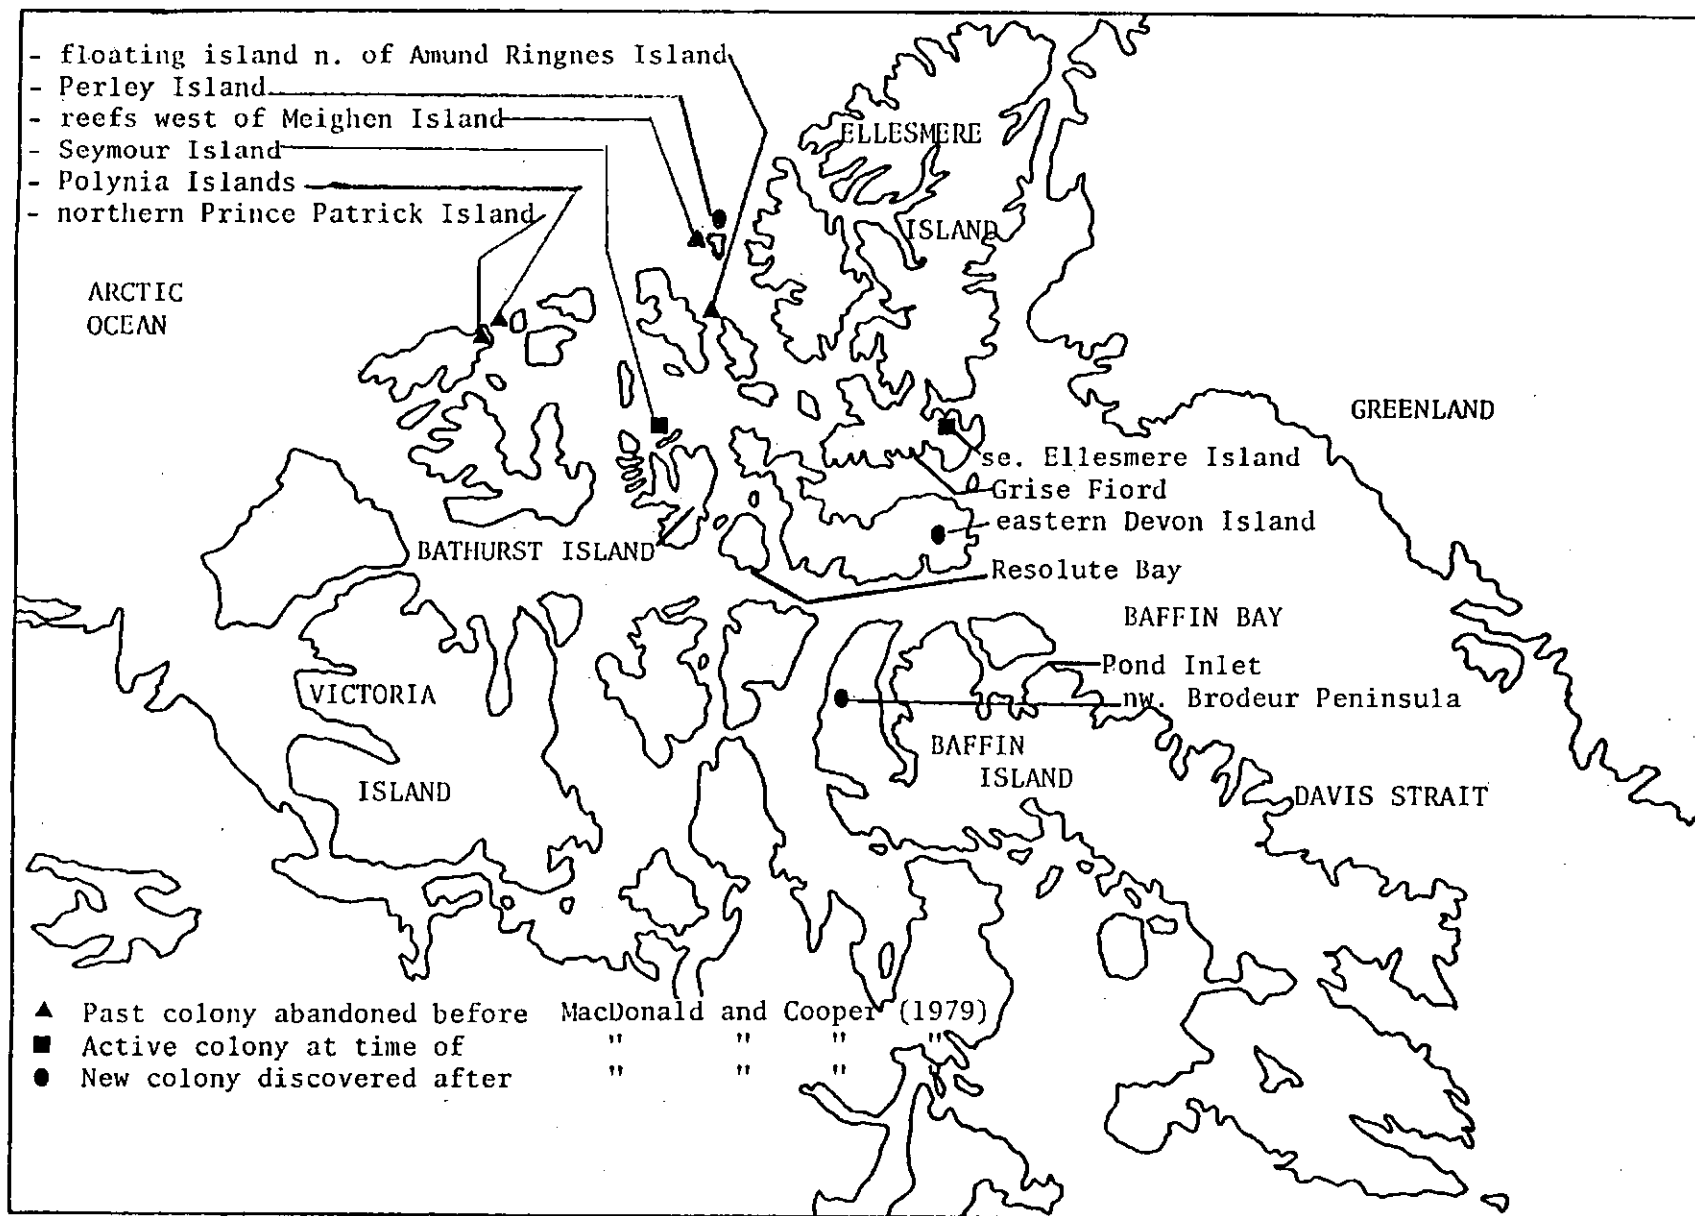 - floating island n. of Amund Ringnes Island
- Perley Island
- reefs west of Meighen Island
- Seymour Island
- Polynia Islands
- northern Prince Patrick Island
ELLESMERE
ISLAND
ARCTIC
OCEAN
GREENLAND
se. Ellesmere Island
Grise Fiord
eastern Devon Island
BATHURST ISLAND
Resolute Bay
BAFFIN BAY
Pond Inlet
nw. Brodeur Peninsula
VICTORIA
ISLAND
BAFFIN
ISLAND
DAVIS STRAIT
▲ Past colony abandoned before MacDonald and Cooper (1979)
■ Active colony at time of " " " "
● New colony discovered after " " " "